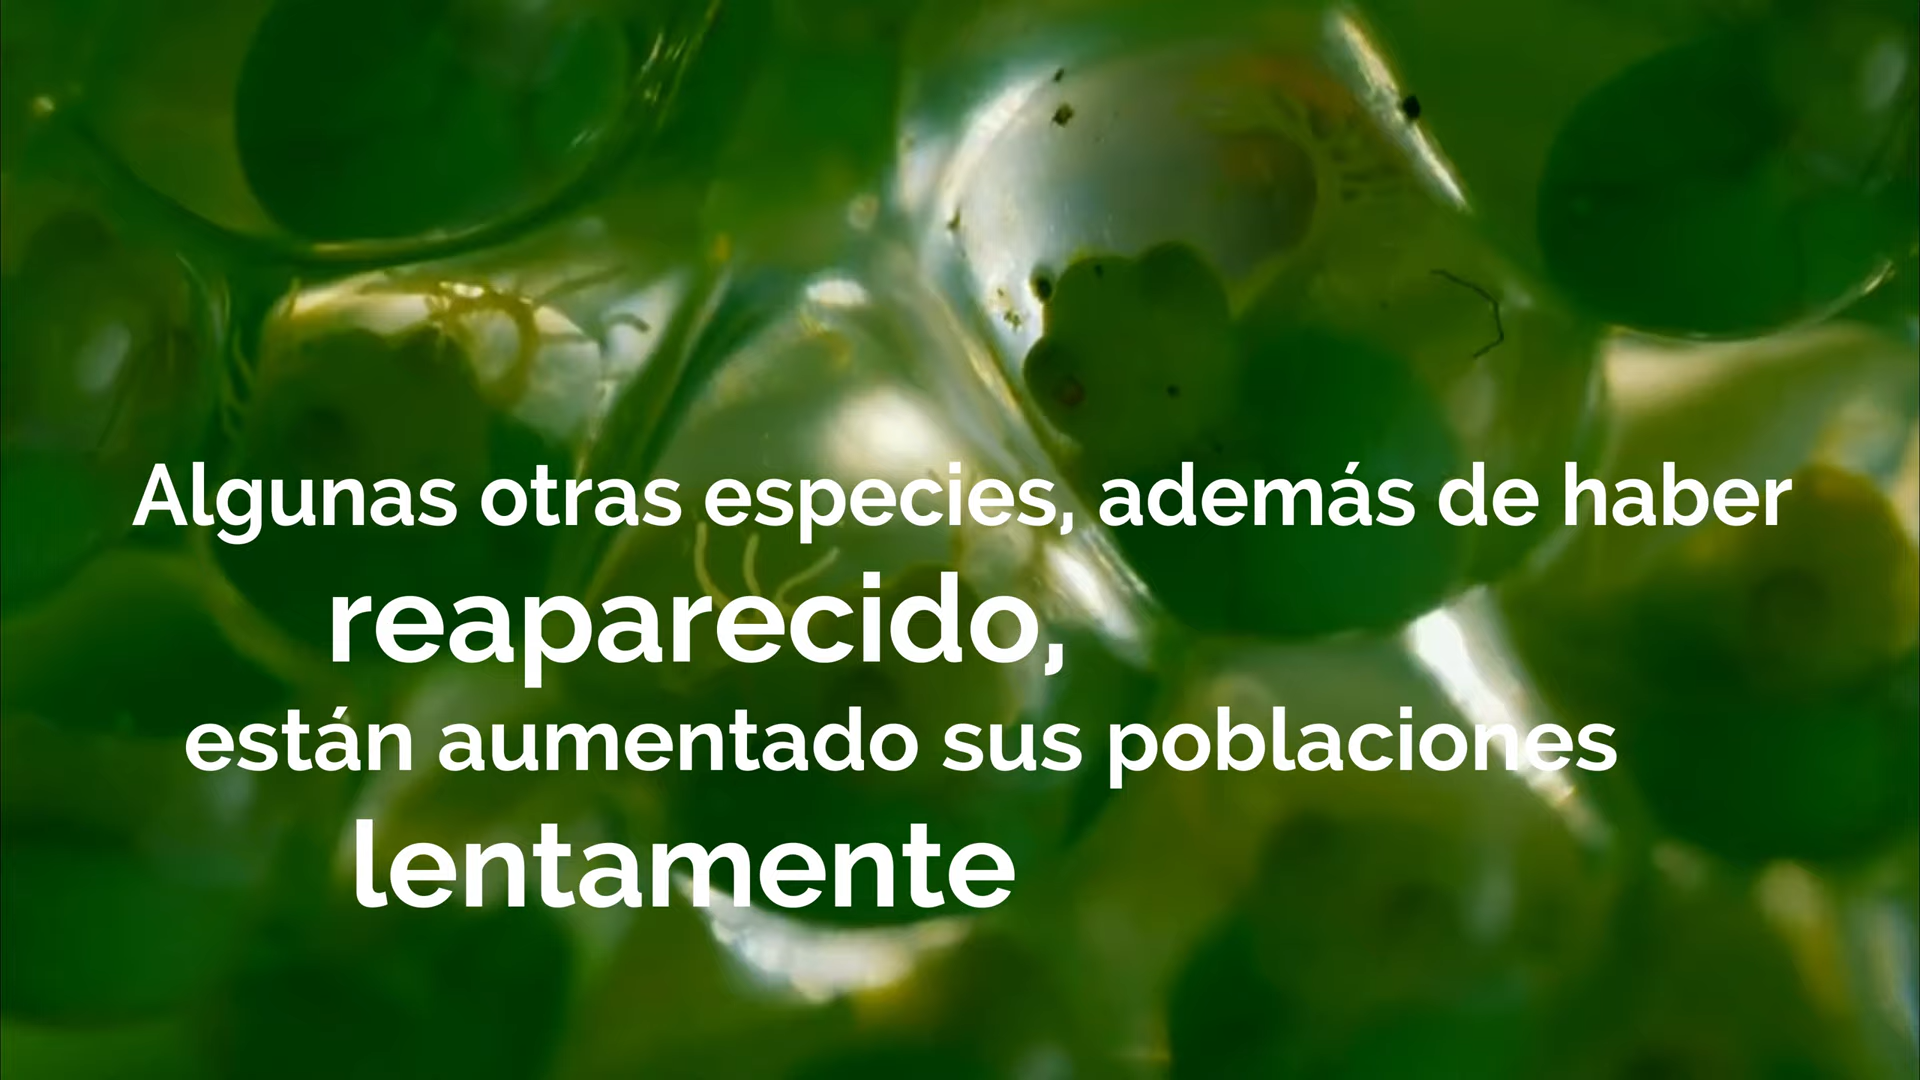 Algunas otras especies, además de haber
reaparecido,
están aumentado sus poblaciones
lentamente